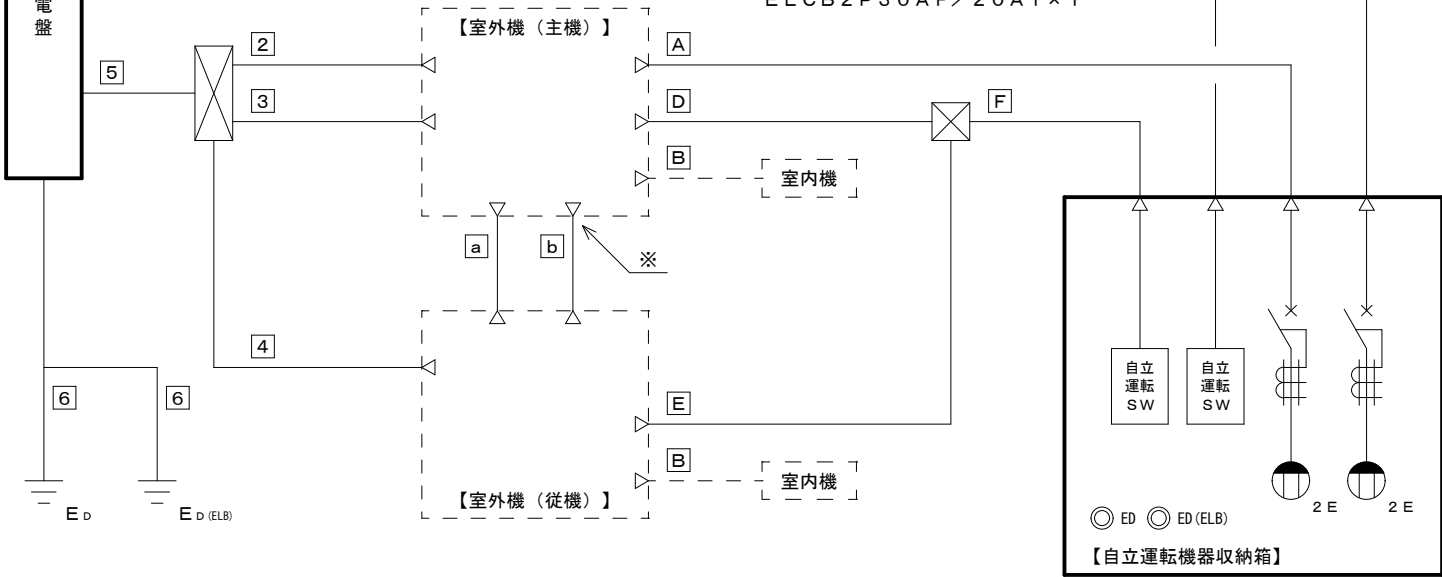 電
盤
【室外機（主機）】
2
A
5
3
D
F
B
室内機
a
b
※
4
自立
運転
SW
自立
運転
SW
6
6
E
B
室内機
【室外機（従機）】
ED
ED(ELB)
2E
2E
ED
ED(ELB)
【自立運転機器収納箱】